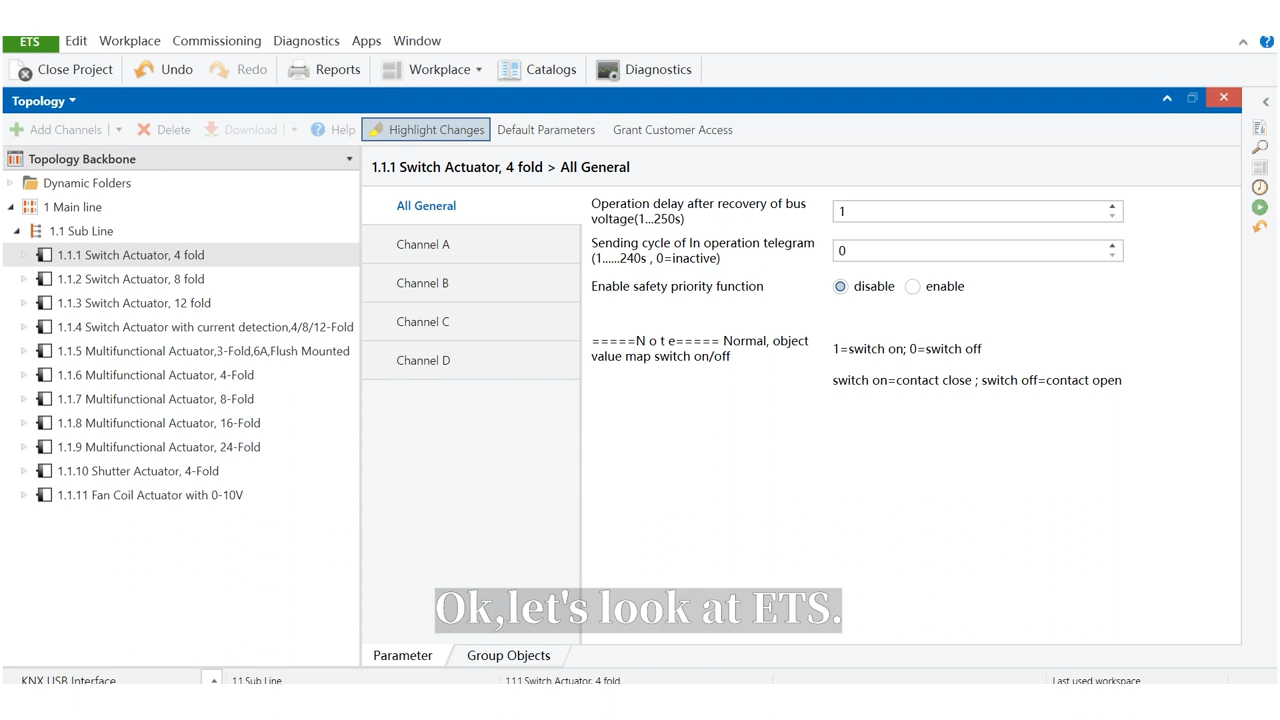 ETS Edit Workplace Commissioning Diagnostics Apps Window
Close Project Undo Redo Reports Workplace Catalogs Diagnostics
Topology
Add Channels Delete Download Help Highlight Changes Default Parameters Grant Customer Access
Topology Backbone
Dynamic Folders
1 Main line
1.1 Sub Line
1.1.1 Switch Actuator, 4 fold
1.1.2 Switch Actuator, 8 fold
1.1.3 Switch Actuator, 12 fold
1.1.4 Switch Actuator with current detection,4/8/12-Fold
1.1.5 Multifunctional Actuator,3-Fold,6A,Flush Mounted
1.1.6 Multifunctional Actuator, 4-Fold
1.1.7 Multifunctional Actuator, 8-Fold
1.1.8 Multifunctional Actuator, 16-Fold
1.1.9 Multifunctional Actuator, 24-Fold
1.1.10 Shutter Actuator, 4-Fold
1.1.11 Fan Coil Actuator with 0-10V
1.1.1 Switch Actuator, 4 fold > All General
All General
Channel A
Channel B
Channel C
Channel D
Operation delay after recovery of bus
voltage(1...250s)
1
Sending cycle of In operation telegram
(1......240s , 0=inactive)
0
Enable safety priority function
disable enable
=====N o t e===== Normal, object
value map switch on/off
1=switch on; 0=switch off
switch on=contact close ; switch off=contact open
Ok,let's look at ETS.
Parameter Group Objects
KNX USB Interface 1.1 Sub Line 1.1.1 Switch Actuator, 4 fold Last used workspace